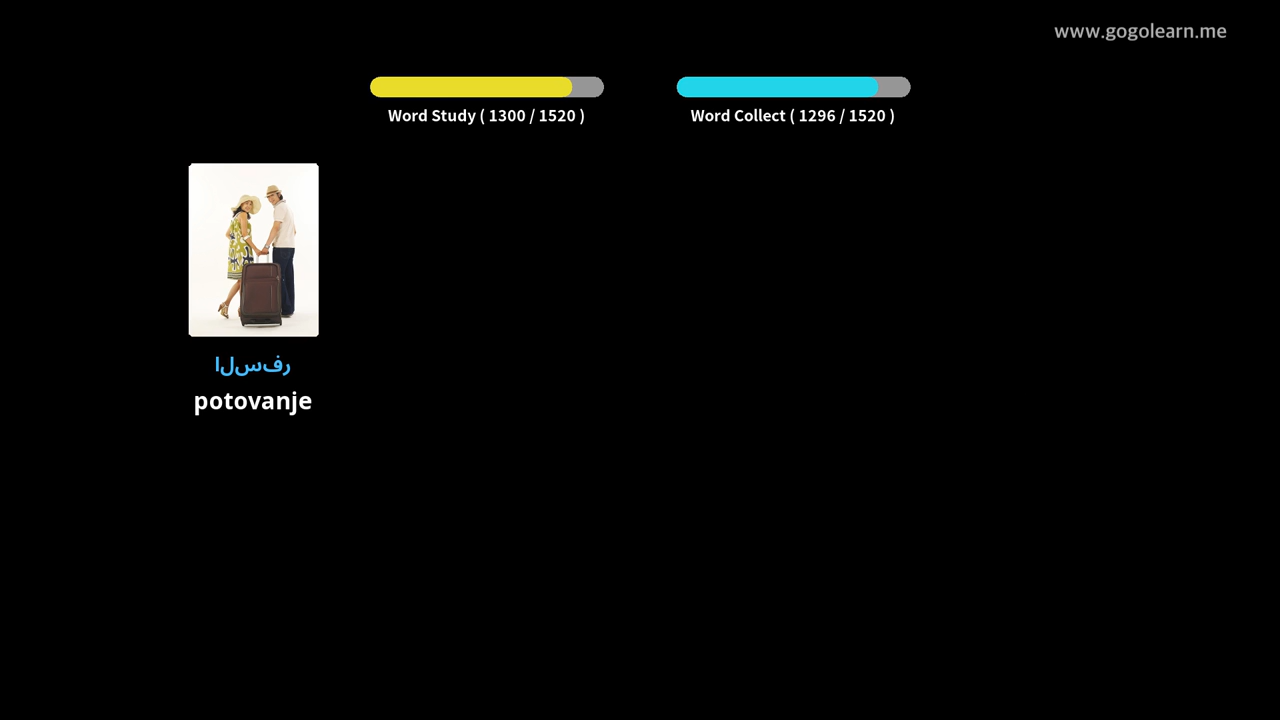 www.gogolearn.me
Word Study ( 1300 / 1520 )
Word Collect ( 1296 / 1520 )
السفر
potovanje